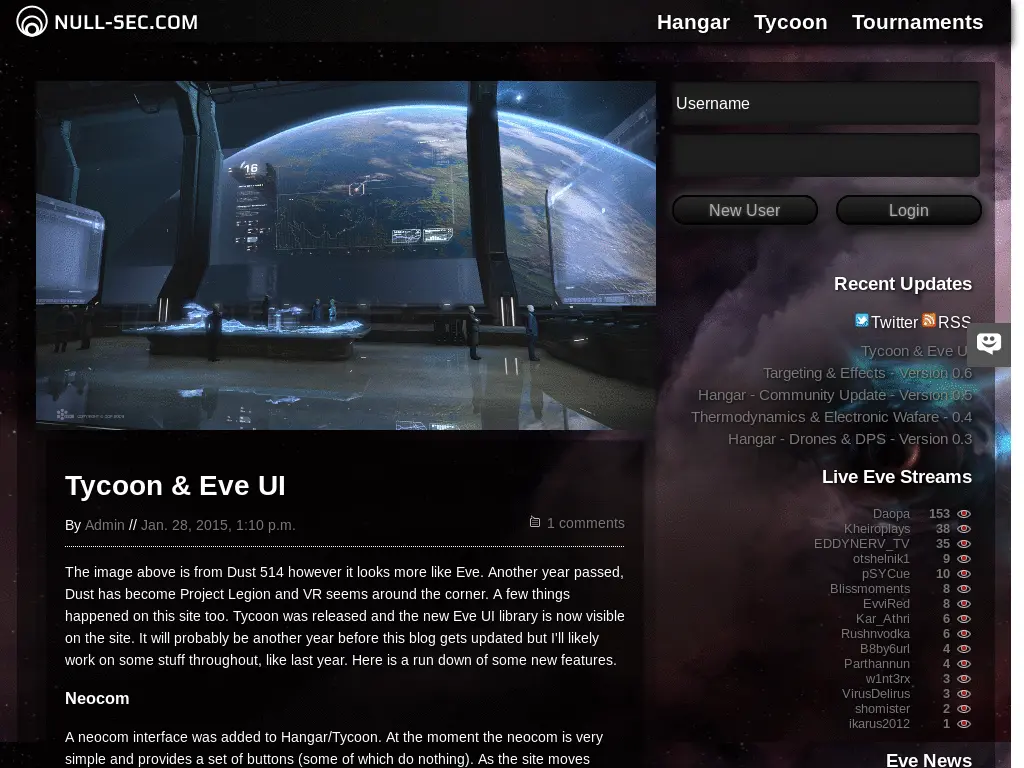 NULL-SEC.COM
Hangar Tycoon Tournaments
16
Username
New User Login
Recent Updates
Twitter RSS
Tycoon & Eve U
Targeting & Effects - Version 0.6
Hangar - Community Update - Version 0.5
Thermodynamics & Electronic Wafare - 0.4
Hangar - Drones & DPS - Version 0.3
Live Eve Streams
Daopa 153
Kheiroplays 38
EDDYNERV_TV 35
otshelnik1 9
pSYCue 10
Blissmoments 8
EvviRed 8
Kar_Athri 6
Rushnvodka 6
B8by6url 4
Parthannun 4
w1nt3rx 3
VirusDelirus 3
shomister 2
ikarus2012 1
Eve News
Tycoon & Eve UI
By Admin // Jan. 28, 2015, 1:10 p.m. 1 comments
The image above is from Dust 514 however it looks more like Eve. Another year passed,
Dust has become Project Legion and VR seems around the corner. A few things
happened on this site too. Tycoon was released and the new Eve UI library is now visible
on the site. It will probably be another year before this blog gets updated but I'll likely
work on some stuff throughout, like last year. Here is a run down of some new features.
Neocom
A neocom interface was added to Hangar/Tycoon. At the moment the neocom is very
simple and provides a set of buttons (some of which do nothing). As the site moves